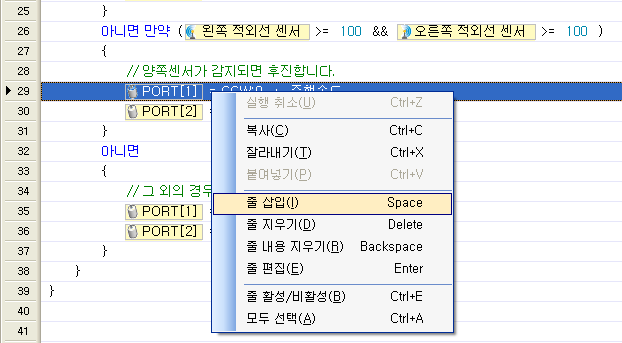 25 }
26 아니면 만약 ( 왼쪽 적외선 센서 >= 100 && 오른쪽 적외선 센서 >= 100 )
27 {
28 // 양쪽센서가 감지되면 후진합니다.
29 PORT[1] =
30 PORT[2] =
31 }
32 아니면
33 {
34 // 그 외의 경우
35 PORT[1] =
36 PORT[2] =
37 }
38 }
39 }
40
41
실행 취소(U) Ctrl+Z
복사(C) Ctrl+C
잘라내기(T) Ctrl+X
붙여넣기(P) Ctrl+V
줄 삽입(I) Space
줄 지우기(D) Delete
줄 내용 지우기(R) Backspace
줄 편집(E) Enter
줄 활성/비활성(B) Ctrl+E
모두 선택(A) Ctrl+A